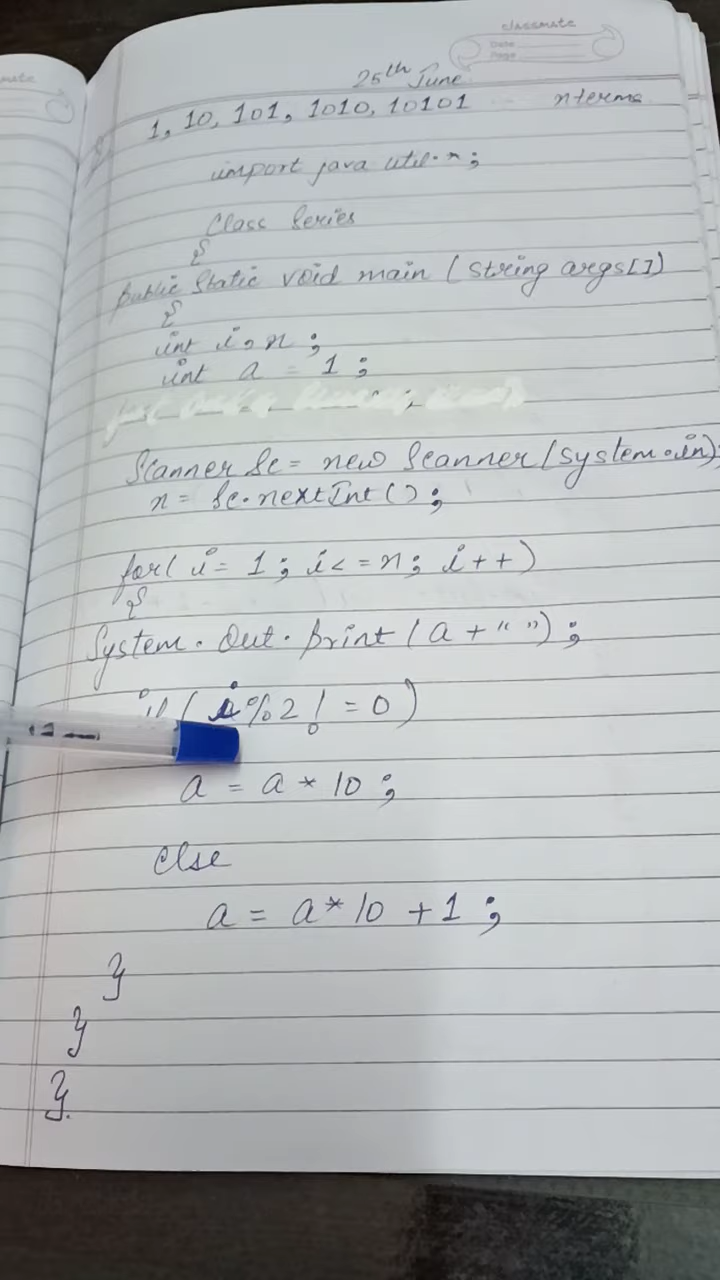 classmate
Date
Page
25th June
1, 10, 101, 1010, 10101 n terms
import java util.*;
Class Series
{
Public Static void main (String args[])
{
int i, n ;
int a = 1 ;
Scanner Sc = new Scanner (System.in);
n = Sc.nextInt() ;
for( i = 1 ; i <= n ; i ++ )
{
System.Out.Print (a + " ") ;
if ( i % 2 ! = 0 )
a = a * 10 ;
Else
a = a * 10 + 1 ;
}
}
}